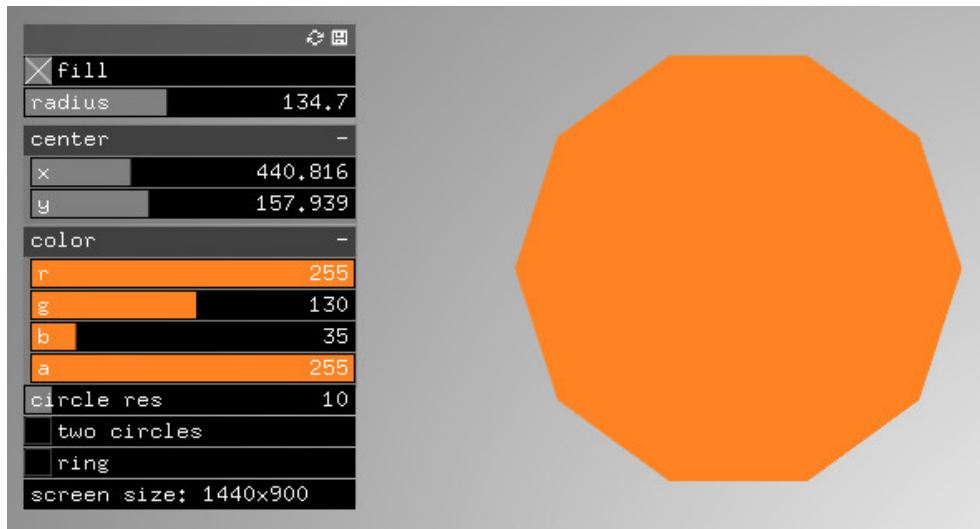 fill
radius 134.7
center -
x 440.816
y 157.939
color -
r 255
g 130
b 35
a 255
circle res 10
two circles
ring
screen size: 1440x900